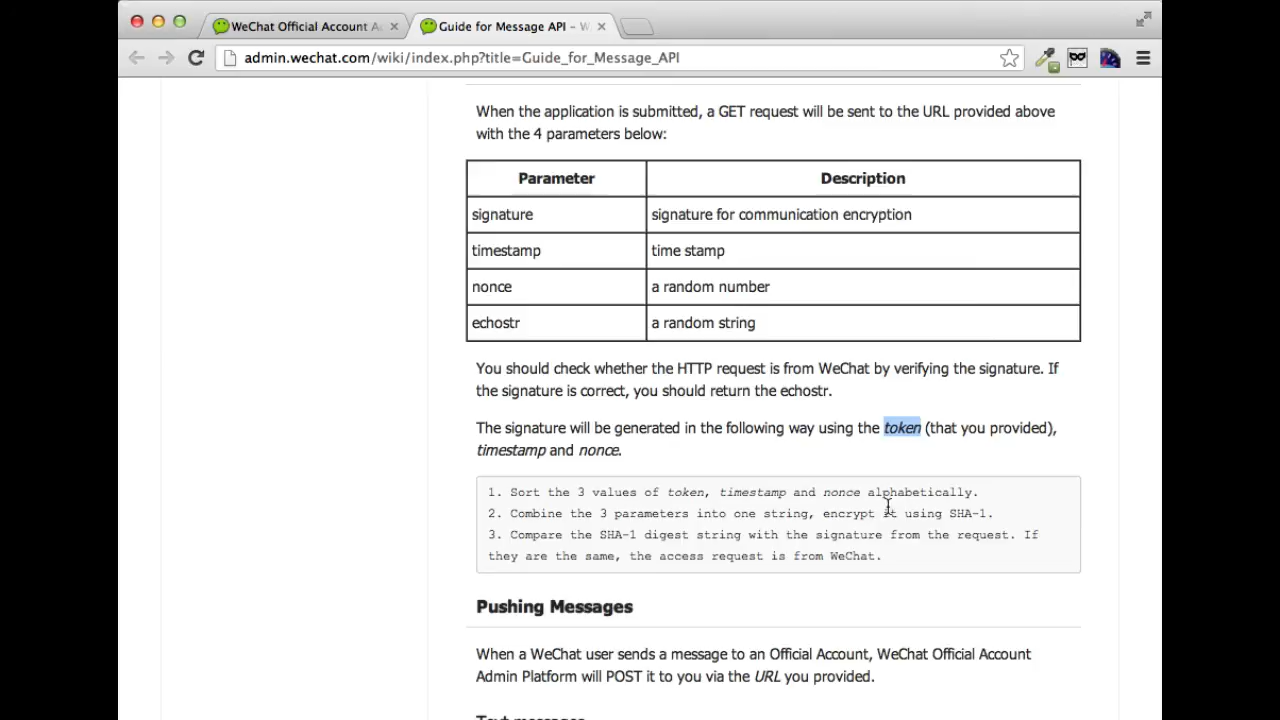 WeChat Official Account A
Guide for Message API - W
admin.wechat.com/wiki/index.php?title=Guide_for_Message_API
When the application is submitted, a GET request will be sent to the URL provided above
with the 4 parameters below:
Parameter Description
signature signature for communication encryption
timestamp time stamp
nonce a random number
echostr a random string
You should check whether the HTTP request is from WeChat by verifying the signature. If
the signature is correct, you should return the echostr.
The signature will be generated in the following way using the token (that you provided),
timestamp and nonce.
1. Sort the 3 values of token, timestamp and nonce alphabetically.
2. Combine the 3 parameters into one string, encrypt it using SHA-1.
3. Compare the SHA-1 digest string with the signature from the request. If
they are the same, the access request is from WeChat.
Pushing Messages
When a WeChat user sends a message to an Official Account, WeChat Official Account
Admin Platform will POST it to you via the URL you provided.
Text messages